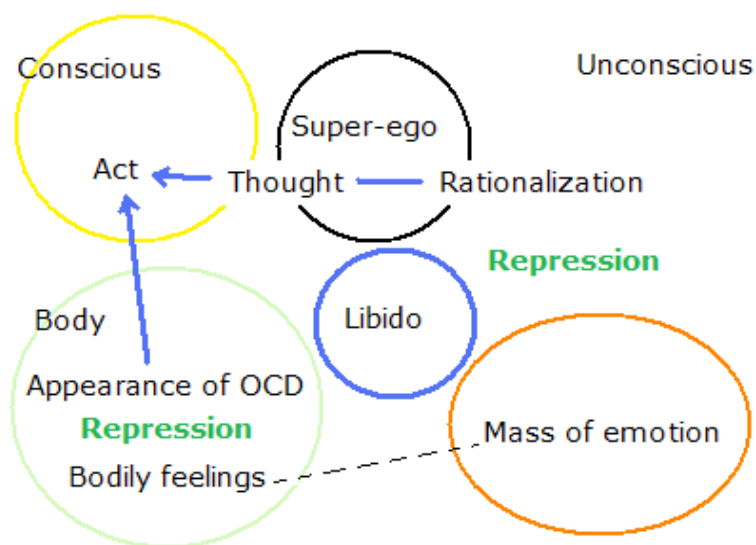 Conscious
Unconscious
Super-ego
Act
Thought
Rationalization
Repression
Body
Libido
Appearance of OCD
Repression
Mass of emotion
Bodily feelings